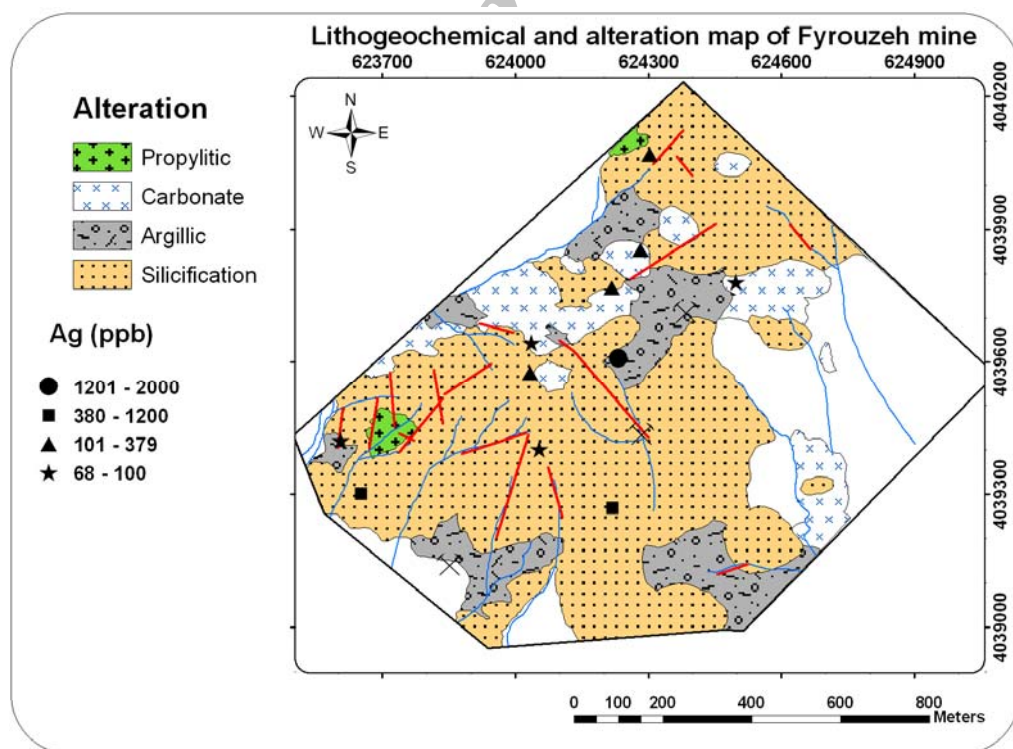 Lithogeochemical and alteration map of Fyrouzeh mine
623700 624000 624300 624600 624900
4040200
4039900
4039600
4039300
4039000
N
W E
S
Alteration
Propylitic
Carbonate
Argillic
Silicification
Ag (ppb)
1201 - 2000
380 - 1200
101 - 379
68 - 100
0 100 200 400 600 800
Meters